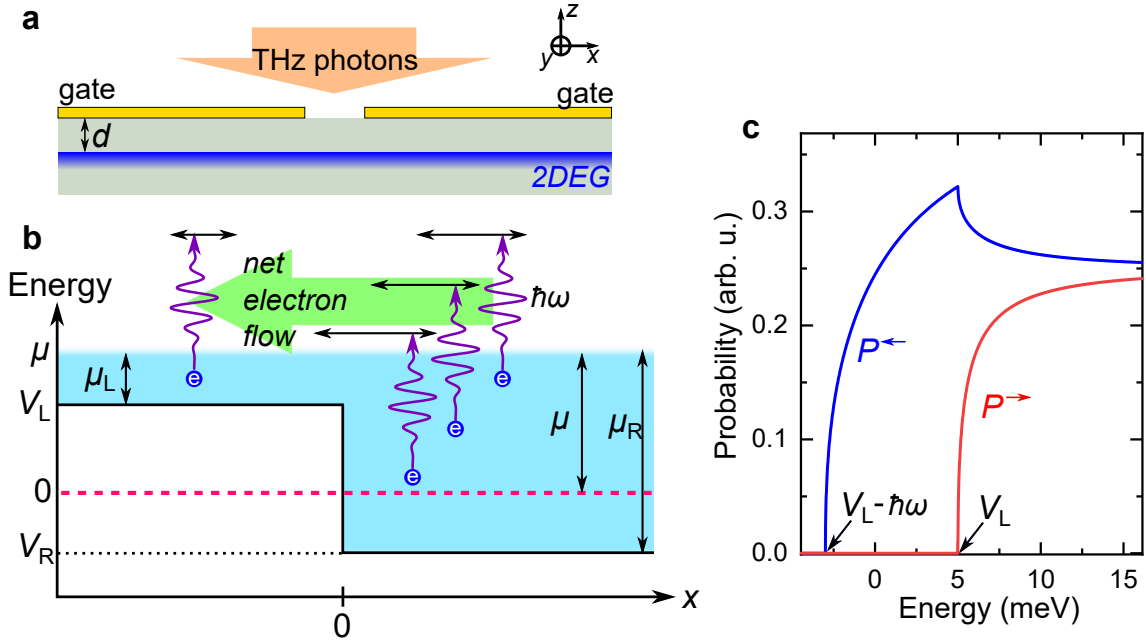 a
z
y
x
THz photons
gate
gate
d
2DEG
b
Energy
net
electron
flow
ħω
μ
μL
VL
μ
μR
e
e
e
e
0
VR
0
x
c
Probability (arb. u.)
0.3
0.2
0.1
0.0
P←
P→
VL-ħω
VL
0
5
10
15
Energy (meV)